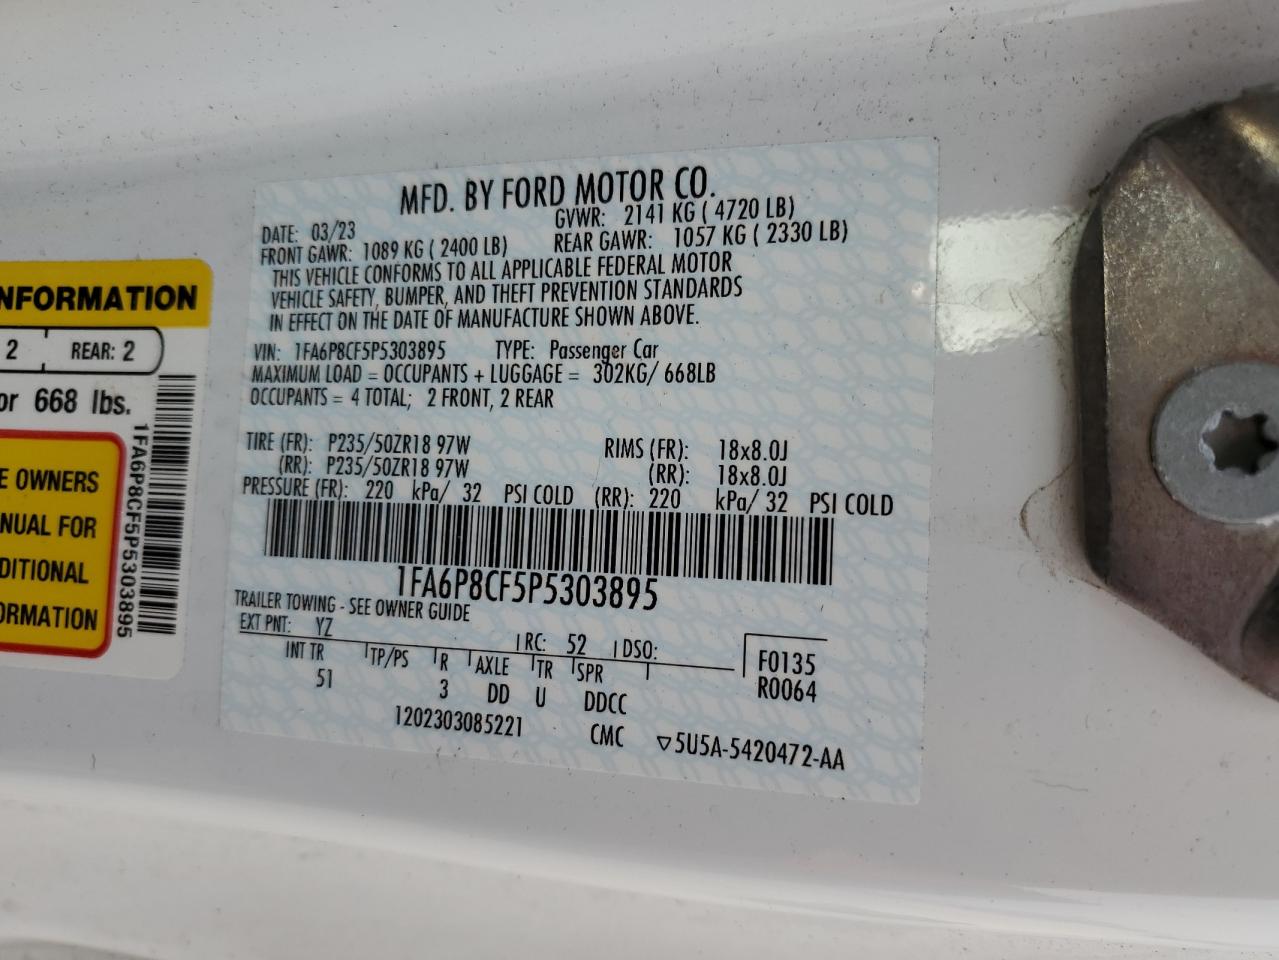 MFD. BY FORD MOTOR CO.
DATE: 03/23 GVWR: 2141 KG ( 4720 LB)
FRONT GAWR: 1089 KG ( 2400 LB) REAR GAWR: 1057 KG ( 2330 LB)
THIS VEHICLE CONFORMS TO ALL APPLICABLE FEDERAL MOTOR
VEHICLE SAFETY, BUMPER, AND THEFT PREVENTION STANDARDS
IN EFFECT ON THE DATE OF MANUFACTURE SHOWN ABOVE.
VIN: 1FA6P8CF5P5303895 TYPE: Passenger Car
MAXIMUM LOAD = OCCUPANTS + LUGGAGE = 302KG/ 668LB
OCCUPANTS = 4 TOTAL; 2 FRONT, 2 REAR
TIRE (FR): P235/50ZR18 97W RIMS (FR): 18x8.0J
(RR): P235/50ZR18 97W (RR): 18x8.0J
PRESSURE (FR): 220 kPa/ 32 PSI COLD (RR): 220 kPa/ 32 PSI COLD
1FA6P8CF5P5303895
TRAILER TOWING - SEE OWNER GUIDE
EXT PNT: YZ RC: 52 DSO: F0135
INT TR TP/PS R AXLE TR SPR R0064
51 3 DD U DDCC
1202303085221 CMC ▽5U5A-5420472-AA
NFORMATION
2 REAR: 2
or 668 lbs.
E OWNERS
NUAL FOR
DITIONAL
ORMATION
1FA6P8CF5P5303895